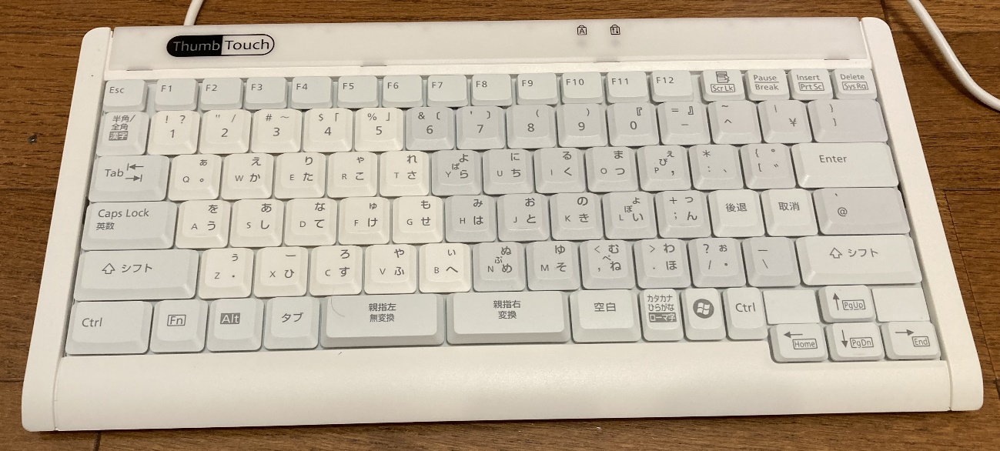 Thumb Touch
A
Esc F1 F2 F3 F4 F5 F6 F7 F8 F9 F10 F11 F12 ScrLk Pause Break Insert Prt Sc Delete SysRq
半角/ 全角 漢字 ! ? 1 " / 2 # ～ 3 $ 「 4 % 」 5 & [ 6 ' ] 7 ( 8 ) 9 『 0 = 』 － ~ ^ | ¥ } ]
Tab ぁ Q 。 え W か り E た ゃ R こ れ T さ よ ぱ Y ら に U ち る I く ま O つ ぇ ぴ P , * : 、 { ° [ ゛ Enter
Caps Lock 英数 を A う あ S し な D て ゅ F け も G せ み H は お J と の K き ょ ぽ L い + っ ; ん 後退 取消 ` @
シフト ぅ Z . ー X ひ ろ C す や V ふ ぃ B へ ぬ ぷ N め ゆ M そ < む ぺ , ね > わ . ほ ? ぉ / ・ _ \ シフト
Ctrl Fn Alt タブ 親指左 無変換 親指右 変換 空白 カタカナ ひらがな ローマ字 Ctrl PgUp
Home PgDn End